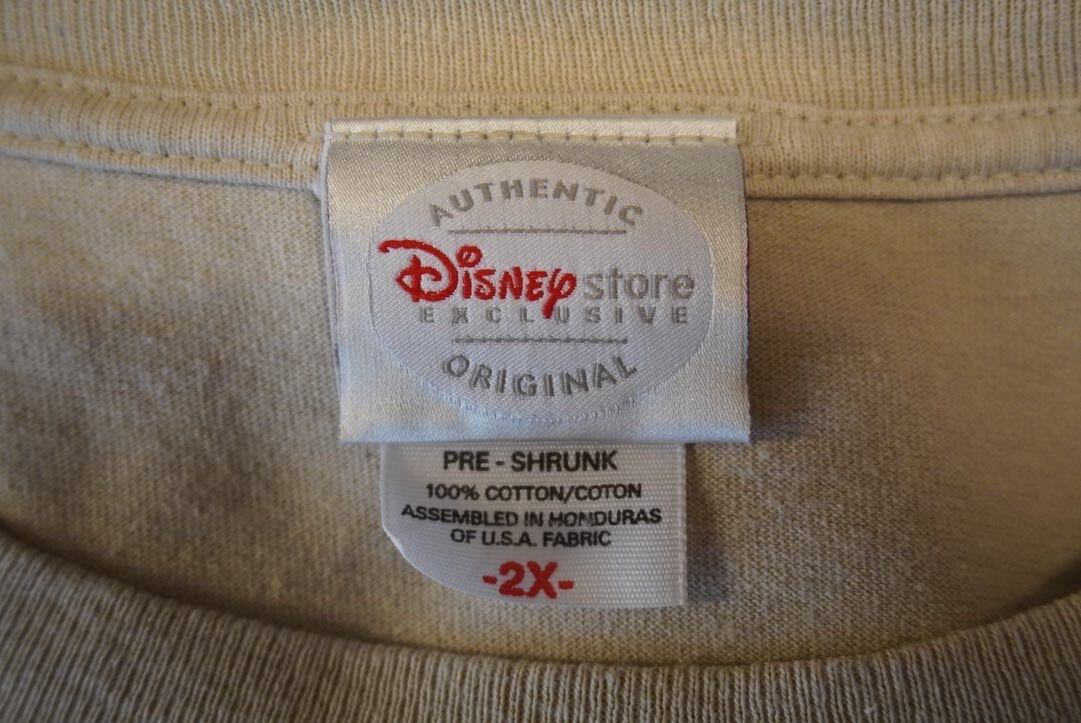 AUTHENTIC
Disney store
EXCLUSIVE
ORIGINAL
PRE - SHRUNK
100% COTTON/COTON
ASSEMBLED IN HONDURAS
OF U.S.A. FABRIC
-2X-